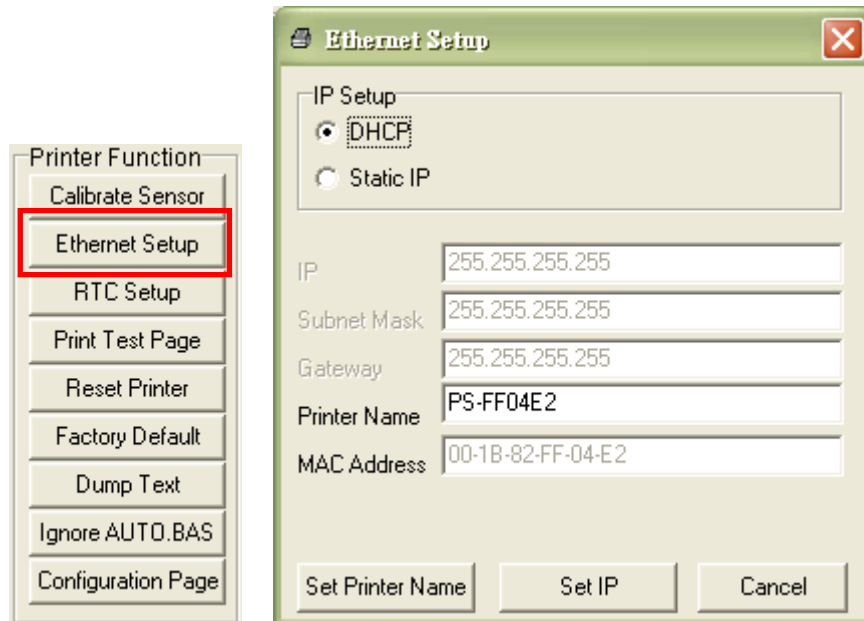 Printer Function
Calibrate Sensor
Ethernet Setup
RTC Setup
Print Test Page
Reset Printer
Factory Default
Dump Text
Ignore AUTO.BAS
Configuration Page
Ethernet Setup
IP Setup
DHCP
Static IP
IP 255.255.255.255
Subnet Mask 255.255.255.255
Gateway 255.255.255.255
Printer Name PS-FF04E2
MAC Address 00-1B-82-FF-04-E2
Set Printer Name Set IP Cancel